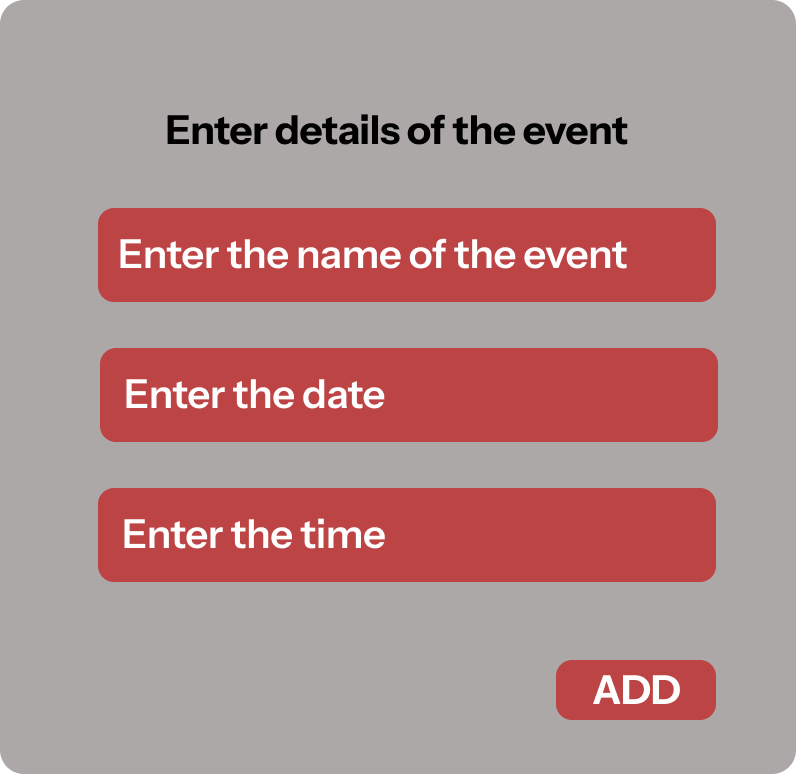 Enter details of the event
Enter the name of the event
Enter the date
Enter the time
ADD